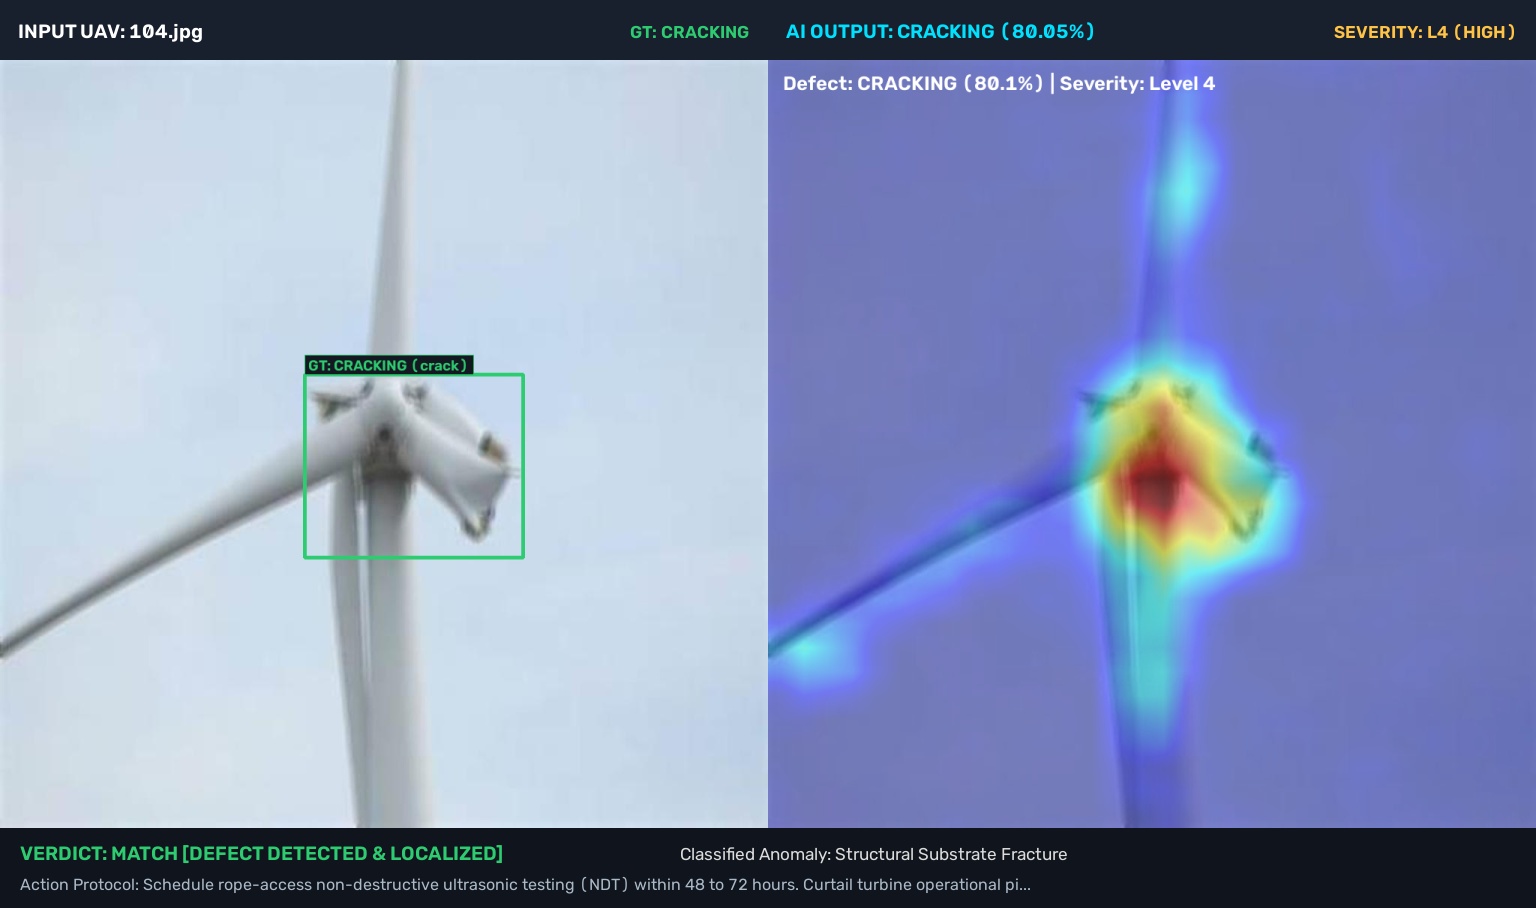 INPUT UAV: 104.jpg
GT: CRACKING
AI OUTPUT: CRACKING (80.05%)
SEVERITY: L4 (HIGH)
Defect: CRACKING (80.1%) | Severity: Level 4
GT: CRACKING (crack)
VERDICT: MATCH [DEFECT DETECTED & LOCALIZED]
Classified Anomaly: Structural Substrate Fracture
Action Protocol: Schedule rope-access non-destructive ultrasonic testing (NDT) within 48 to 72 hours. Curtail turbine operational pi...